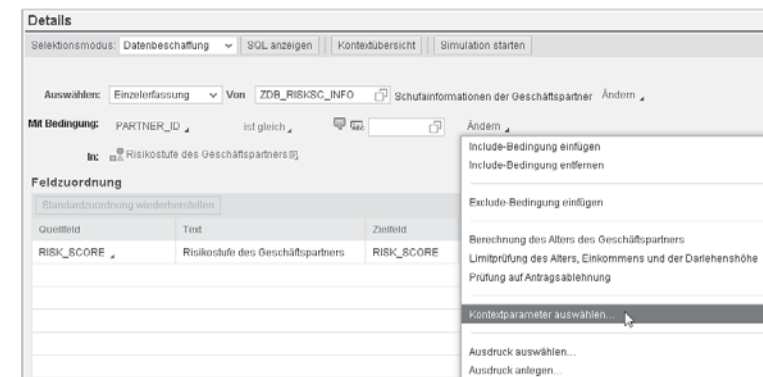 Details
Selektionsmodus: Datenbeschaffung SQL anzeigen Kontextübersicht Simulation starten
Auswählen: Einzelerfassung Von ZDB_RISKSC_INFO Schufainformationen der Geschäftspartner Ändern
Mit Bedingung: PARTNER_ID ist gleich Ändern
In: Risikostufe des Geschäftspartners
Feldzuordnung
Standardzuordnung wiederherstellen
Quellfeld Text Zielfeld
RISK_SCORE Risikostufe des Geschäftspartners RISK_SCORE
Include-Bedingung einfügen
Include-Bedingung entfernen
Exclude-Bedingung einfügen
Berechnung des Alters des Geschäftspartners
Limitprüfung des Alters, Einkommens und der Darlehenshöhe
Prüfung auf Antragsablehnung
Kontextparameter auswählen...
Ausdruck auswählen...
Ausdruck anlegen...